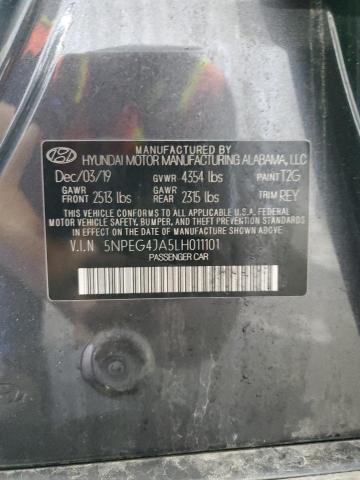 MANUFACTURED BY
HYUNDAI MOTOR MANUFACTURING ALABAMA, LLC
Dec/03/19 GVWR 4354 lbs PAINT T2G
GAWR FRONT 2513 lbs GAWR REAR 2315 lbs TRIM REY
THIS VEHICLE CONFORMS TO ALL APPLICABLE U.S. FEDERAL
MOTOR VEHICLE SAFETY, BUMPER, AND THEFT PREVENTION
STANDARDS IN EFFECT ON THE DATE OF MANUFACTURE SHOWN ABOVE.
V.I.N 5NPEG4JA5LH011101
PASSENGER CAR